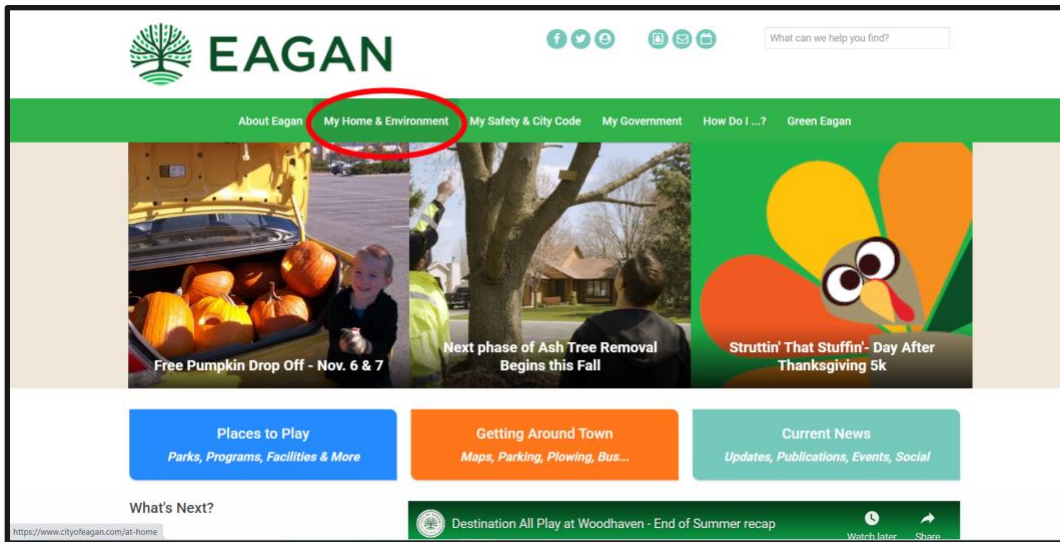 EAGAN
What can we help you find?
About Eagan My Home & Environment My Safety & City Code My Government How Do I ...? Green Eagan
Free Pumpkin Drop Off - Nov. 6 & 7
Next phase of Ash Tree Removal
Begins this Fall
Struttin' That Stuffin'- Day After
Thanksgiving 5k
Places to Play
Parks, Programs, Facilities & More
Getting Around Town
Maps, Parking, Plowing, Bus...
Current News
Updates, Publications, Events, Social
What's Next?
Destination All Play at Woodhaven - End of Summer recap
Watch later Share
https://www.cityofeagan.com/at-home